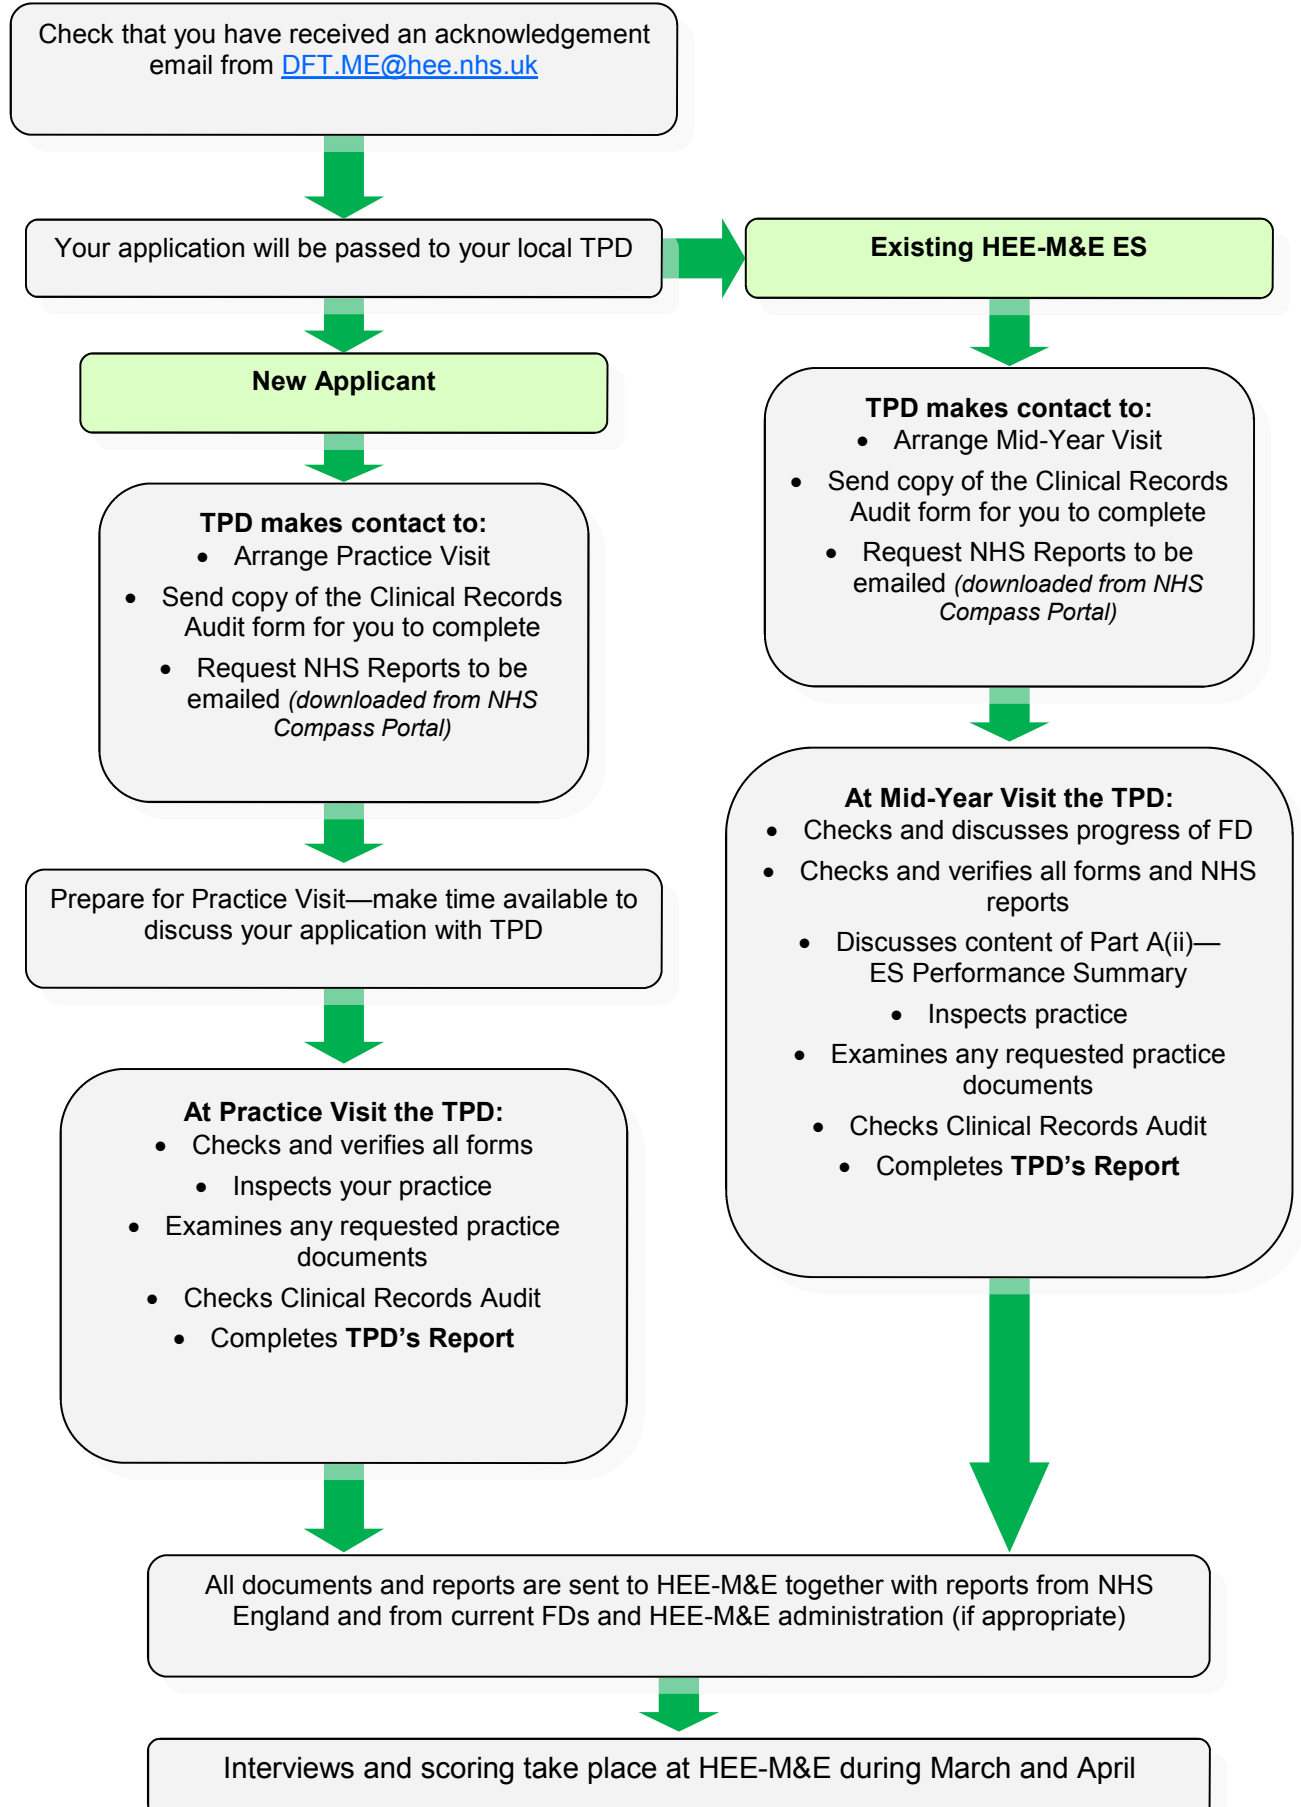 Check that you have received an acknowledgement
email from DFT.ME@hee.nhs.uk
Your application will be passed to your local TPD
Existing HEE-M&E ES
New Applicant
TPD makes contact to:
• Arrange Practice Visit
• Send copy of the Clinical Records
Audit form for you to complete
• Request NHS Reports to be
emailed (downloaded from NHS
Compass Portal)
Prepare for Practice Visit—make time available to
discuss your application with TPD
At Practice Visit the TPD:
• Checks and verifies all forms
• Inspects your practice
• Examines any requested practice
documents
• Checks Clinical Records Audit
• Completes TPD’s Report
TPD makes contact to:
• Arrange Mid-Year Visit
• Send copy of the Clinical Records
Audit form for you to complete
• Request NHS Reports to be
emailed (downloaded from NHS
Compass Portal)
At Mid-Year Visit the TPD:
• Checks and discusses progress of FD
• Checks and verifies all forms and NHS
reports
• Discusses content of Part A(ii)—
ES Performance Summary
• Inspects practice
• Examines any requested practice
documents
• Checks Clinical Records Audit
• Completes TPD’s Report
All documents and reports are sent to HEE-M&E together with reports from NHS
England and from current FDs and HEE-M&E administration (if appropriate)
Interviews and scoring take place at HEE-M&E during March and April